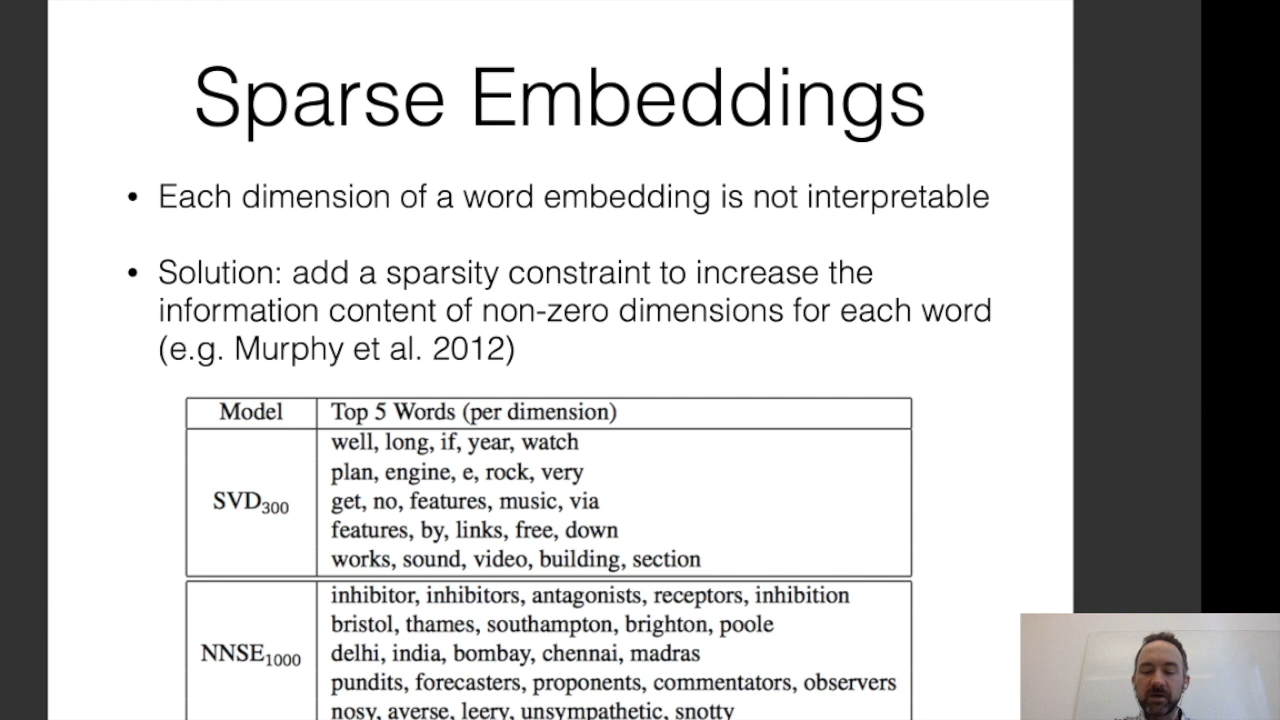 Sparse Embeddings
• Each dimension of a word embedding is not interpretable
• Solution: add a sparsity constraint to increase the
information content of non-zero dimensions for each word
(e.g. Murphy et al. 2012)
Model Top 5 Words (per dimension)
well, long, if, year, watch
plan, engine, e, rock, very
SVD300 get, no, features, music, via
features, by, links, free, down
works, sound, video, building, section
inhibitor, inhibitors, antagonists, receptors, inhibition
bristol, thames, southampton, brighton, poole
NNSE1000 delhi, india, bombay, chennai, madras
pundits, forecasters, proponents, commentators, observers
nosy, averse, leery, unsympathetic, snotty